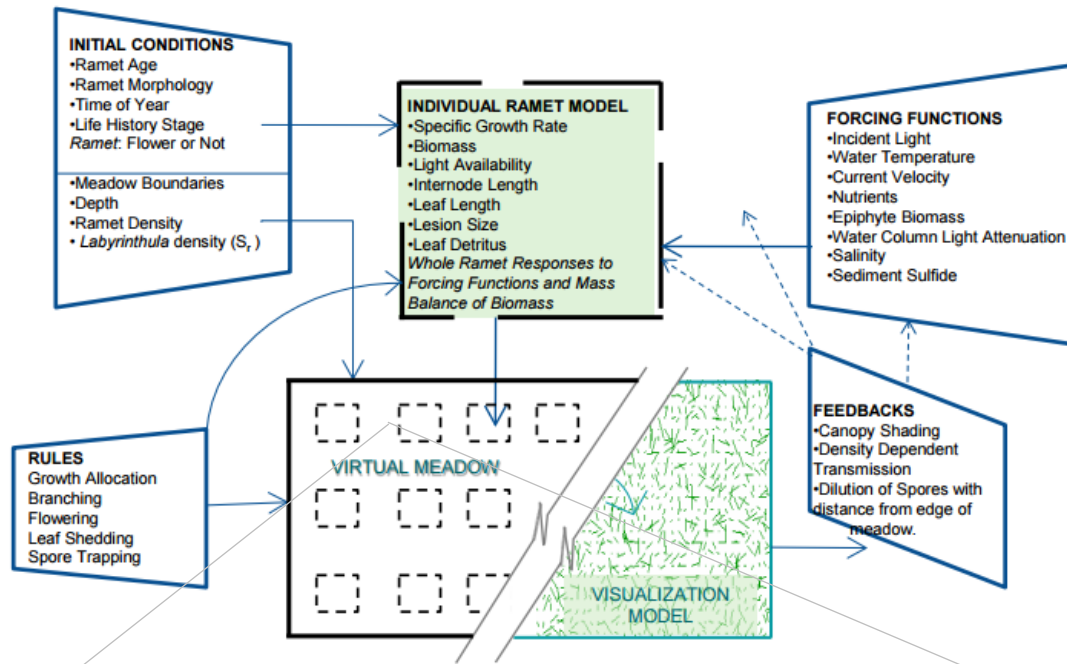 INITIAL CONDITIONS
•Ramet Age
•Ramet Morphology
•Time of Year
•Life History Stage
Ramet: Flower or Not
•Meadow Boundaries
•Depth
•Ramet Density
• Labyrinthula density (Sr )
INDIVIDUAL RAMET MODEL
•Specific Growth Rate
•Biomass
•Light Availability
•Internode Length
•Leaf Length
•Lesion Size
•Leaf Detritus
Whole Ramet Responses to
Forcing Functions and Mass
Balance of Biomass
FORCING FUNCTIONS
•Incident Light
•Water Temperature
•Current Velocity
•Nutrients
•Epiphyte Biomass
•Water Column Light Attenuation
•Salinity
•Sediment Sulfide
RULES
Growth Allocation
Branching
Flowering
Leaf Shedding
Spore Trapping
VIRTUAL MEADOW
VISUALIZATION
MODEL
FEEDBACKS
•Canopy Shading
•Density Dependent
Transmission
•Dilution of Spores with
distance from edge of
meadow.